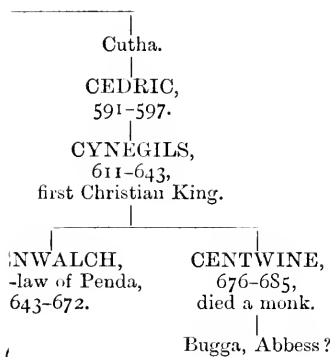 Cutha.
CEDRIC,
591-597.
CYNEGILS,
611-643,
first Christian King.
NWALCH,
-law of Penda,
643-672.
CENTWINE,
676-685,
died a monk.
Bugga, Abbess?